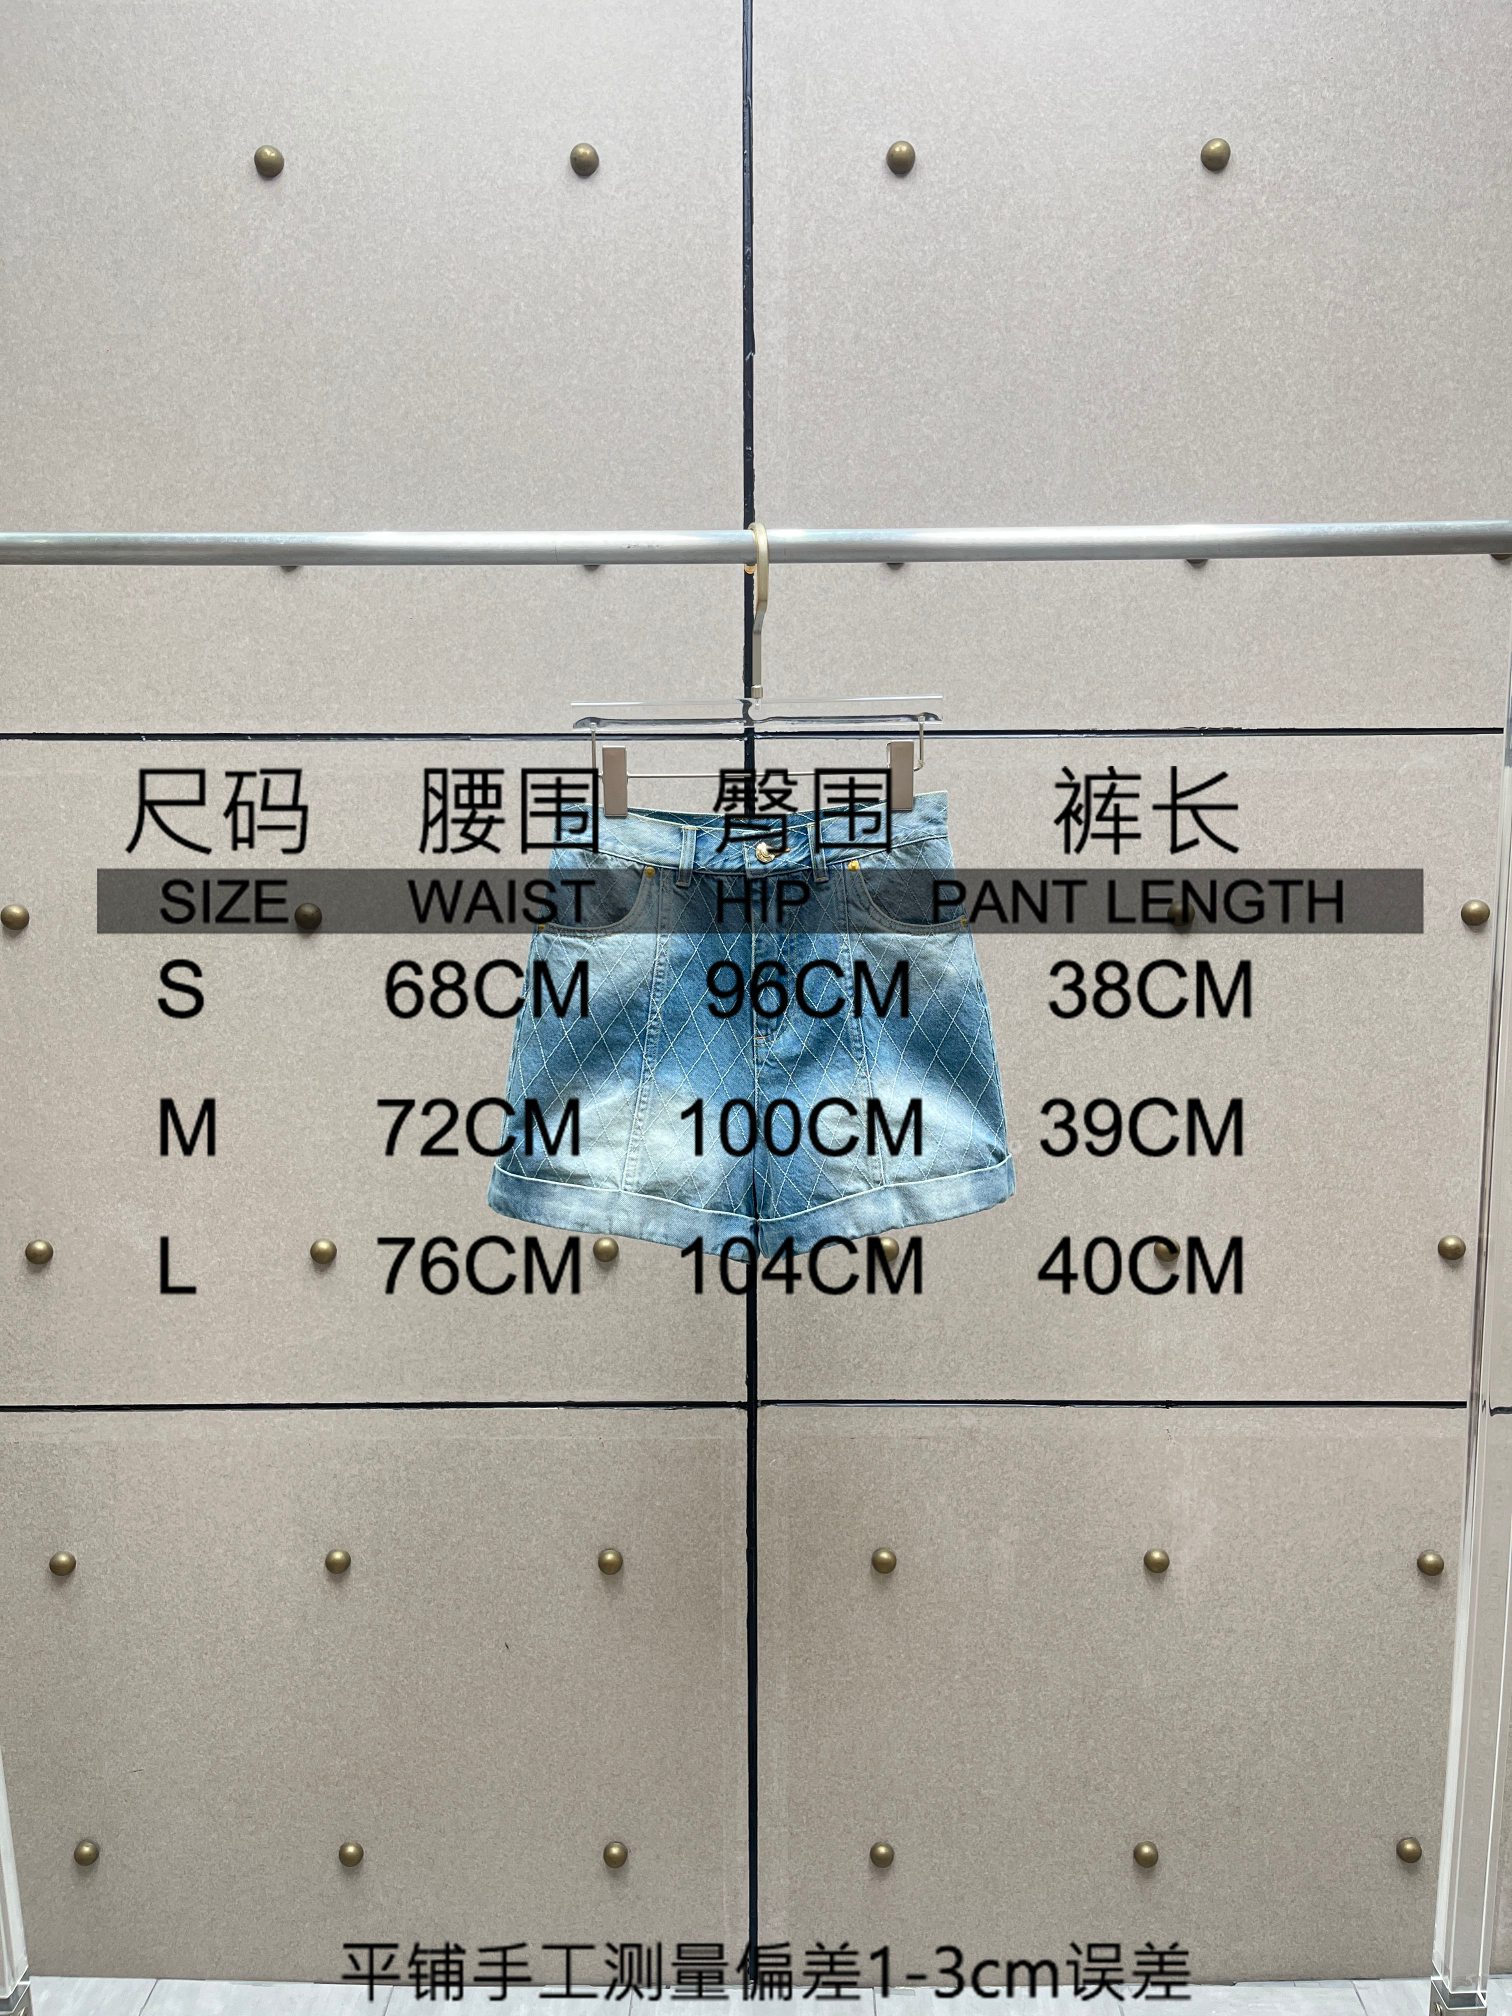 尺码 腰围 臀围 裤长
SIZE WAIST HIP PANT LENGTH
S 68CM 96CM 38CM
M 72CM 100CM 39CM
L 76CM 104CM 40CM
平铺手工测量偏差1-3cm误差